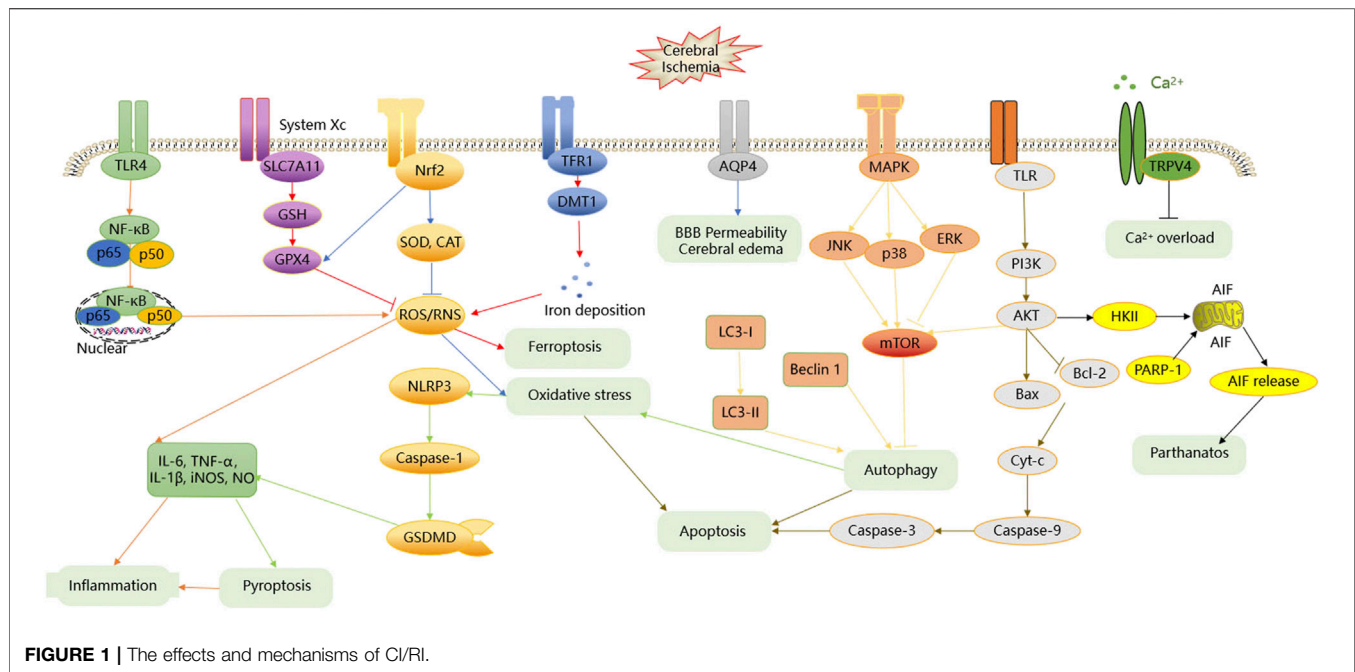 Cerebral
Ischemia
Ca²⁺
System Xc
TLR4
SLC7A11
Nrf2
TFR1
AQP4
MAPK
TLR
TRPV4
GSH
DMT1
NF-κB
p65
p50
SOD, CAT
BBB Permeability
Cerebral edema
JNK
p38
ERK
Ca²⁺ overload
GPX4
PI3K
NF-κB
p65
p50
Nuclear
ROS/RNS
Iron deposition
AKT
HKII
AIF
AIF
Ferroptosis
LC3-I
mTOR
Beclin 1
Bcl-2
PARP-1
AIF release
NLRP3
Oxidative stress
LC3-II
Bax
IL-6, TNF-α,
IL-1β, iNOS, NO
Caspase-1
Autophagy
Cyt-c
Parthanatos
GSDMD
Apoptosis
Caspase-3
Caspase-9
Inflammation
Pyroptosis
FIGURE 1 | The effects and mechanisms of CI/RI.